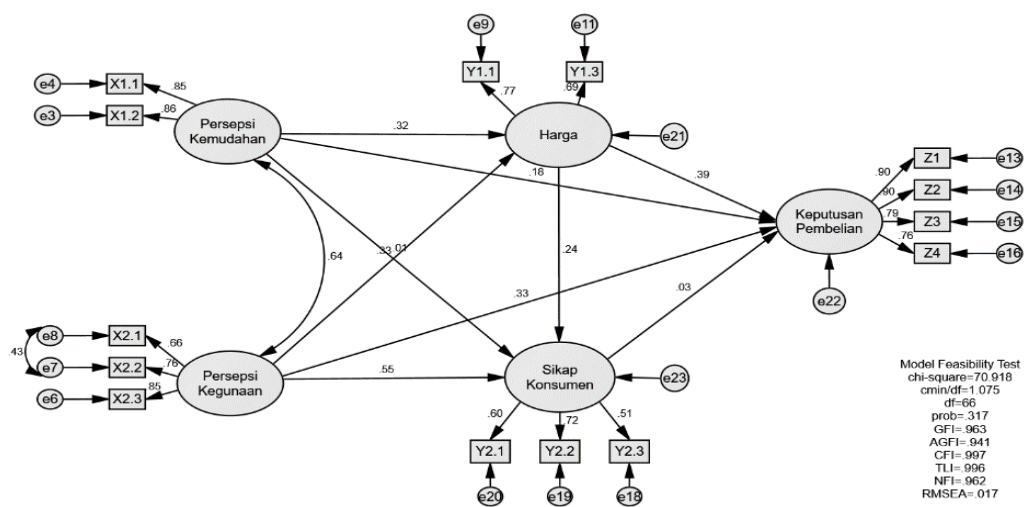 e9
e11
Y1.1
Y1.3
.77
.69
e4
X1.1
.85
e3
X1.2
.86
Persepsi
Kemudahan
.32
Harga
e21
.18
.39
Z1
e13
.90
Z2
e14
.90
Z3
e15
.79
Z4
e16
.76
Keputusan
Pembelian
e22
.64
.33
.01
.24
.33
.03
.43
e8
X2.1
.66
e7
X2.2
.76
e6
X2.3
.85
Persepsi
Kegunaan
.55
Sikap
Konsumen
e23
.60
.72
.51
Y2.1
Y2.2
Y2.3
e20
e19
e18
Model Feasibility Test
chi-square=70.918
cmin/df=1.075
df=66
prob=.317
GFI=.963
AGFI=.941
CFI=.997
TLI=.996
NFI=.962
RMSEA=.017